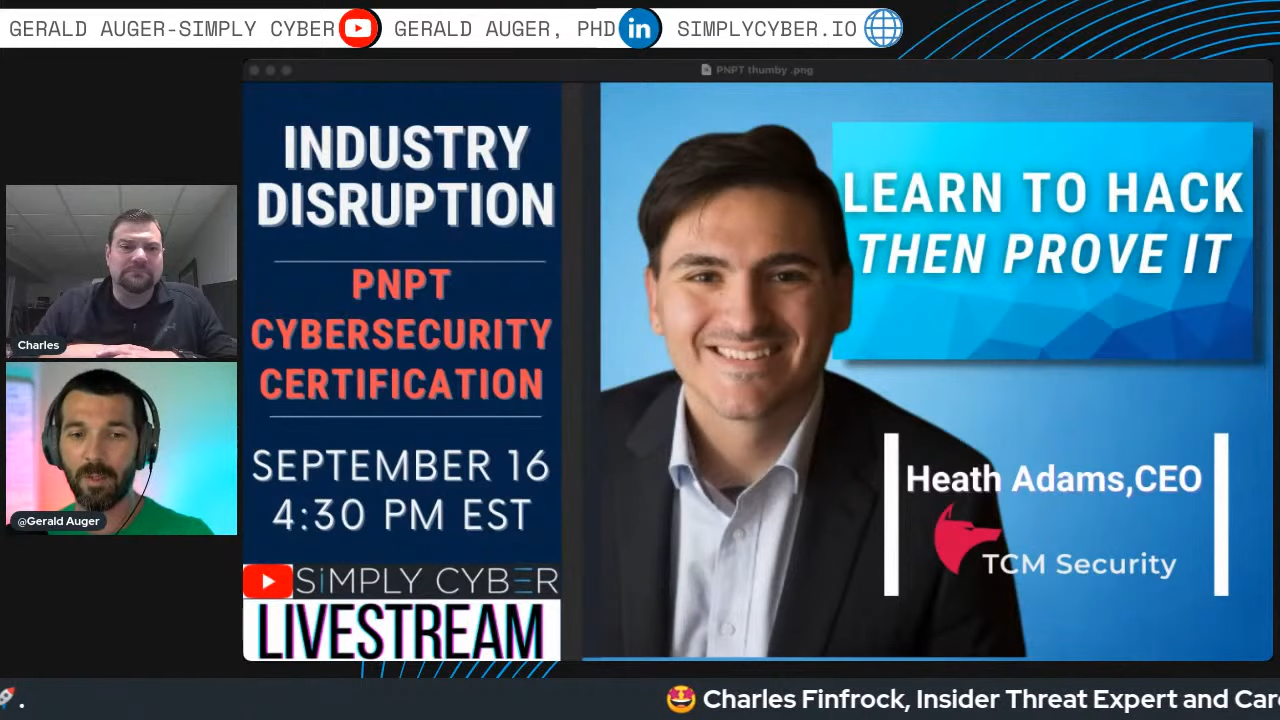 GERALD AUGER-SIMPLY CYBER
GERALD AUGER, PHD
in
SIMPLYCYBER.IO
PNPT thumby .png
INDUSTRY
DISRUPTION
PNPT
CYBERSECURITY
CERTIFICATION
SEPTEMBER 16
4:30 PM EST
SiMPLY CYBER
LIVESTREAM
LEARN TO HACK
THEN PROVE IT
Heath Adams,CEO
TCM Security
Charles
@Gerald Auger
🚀.
🤩 Charles Finfrock, Insider Threat Expert and Car